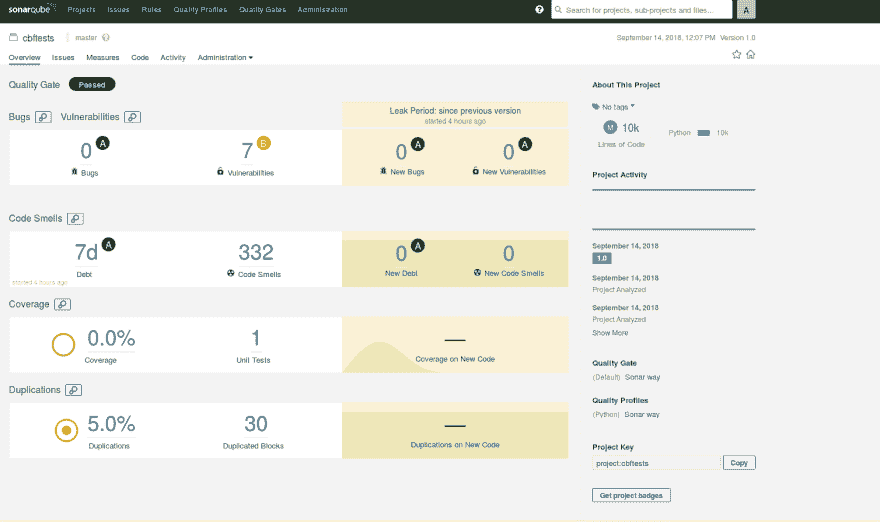 sonarqube Projects Issues Rules Quality Profiles Quality Gates Administration ? Search for projects, sub-projects and files... A
cbftests master September 14, 2018, 12:07 PM Version 1.0
Overview Issues Measures Code Activity Administration
Quality Gate Passed
Leak Period: since previous version
started 4 hours ago
Bugs Vulnerabilities
0 A 7 B 0 A 0 A
Bugs Vulnerabilities New Bugs New Vulnerabilities
Code Smells
7d A 332 0 A 0
Debt Code Smells New Debt New Code Smells
started 4 hours ago
Coverage
0.0% 1 —
Coverage Unit Tests Coverage on New Code
Duplications
5.0% 30 —
Duplications Duplicated Blocks Duplications on New Code
About This Project
No tags
M 10k Python 10k
Lines of Code
Project Activity
September 14, 2018
1.0
September 14, 2018
Project Analyzed
September 14, 2018
Project Analyzed
Show More
Quality Gate
(Default) Sonar way
Quality Profiles
(Python) Sonar way
Project Key
project:cbftests Copy
Get project badges